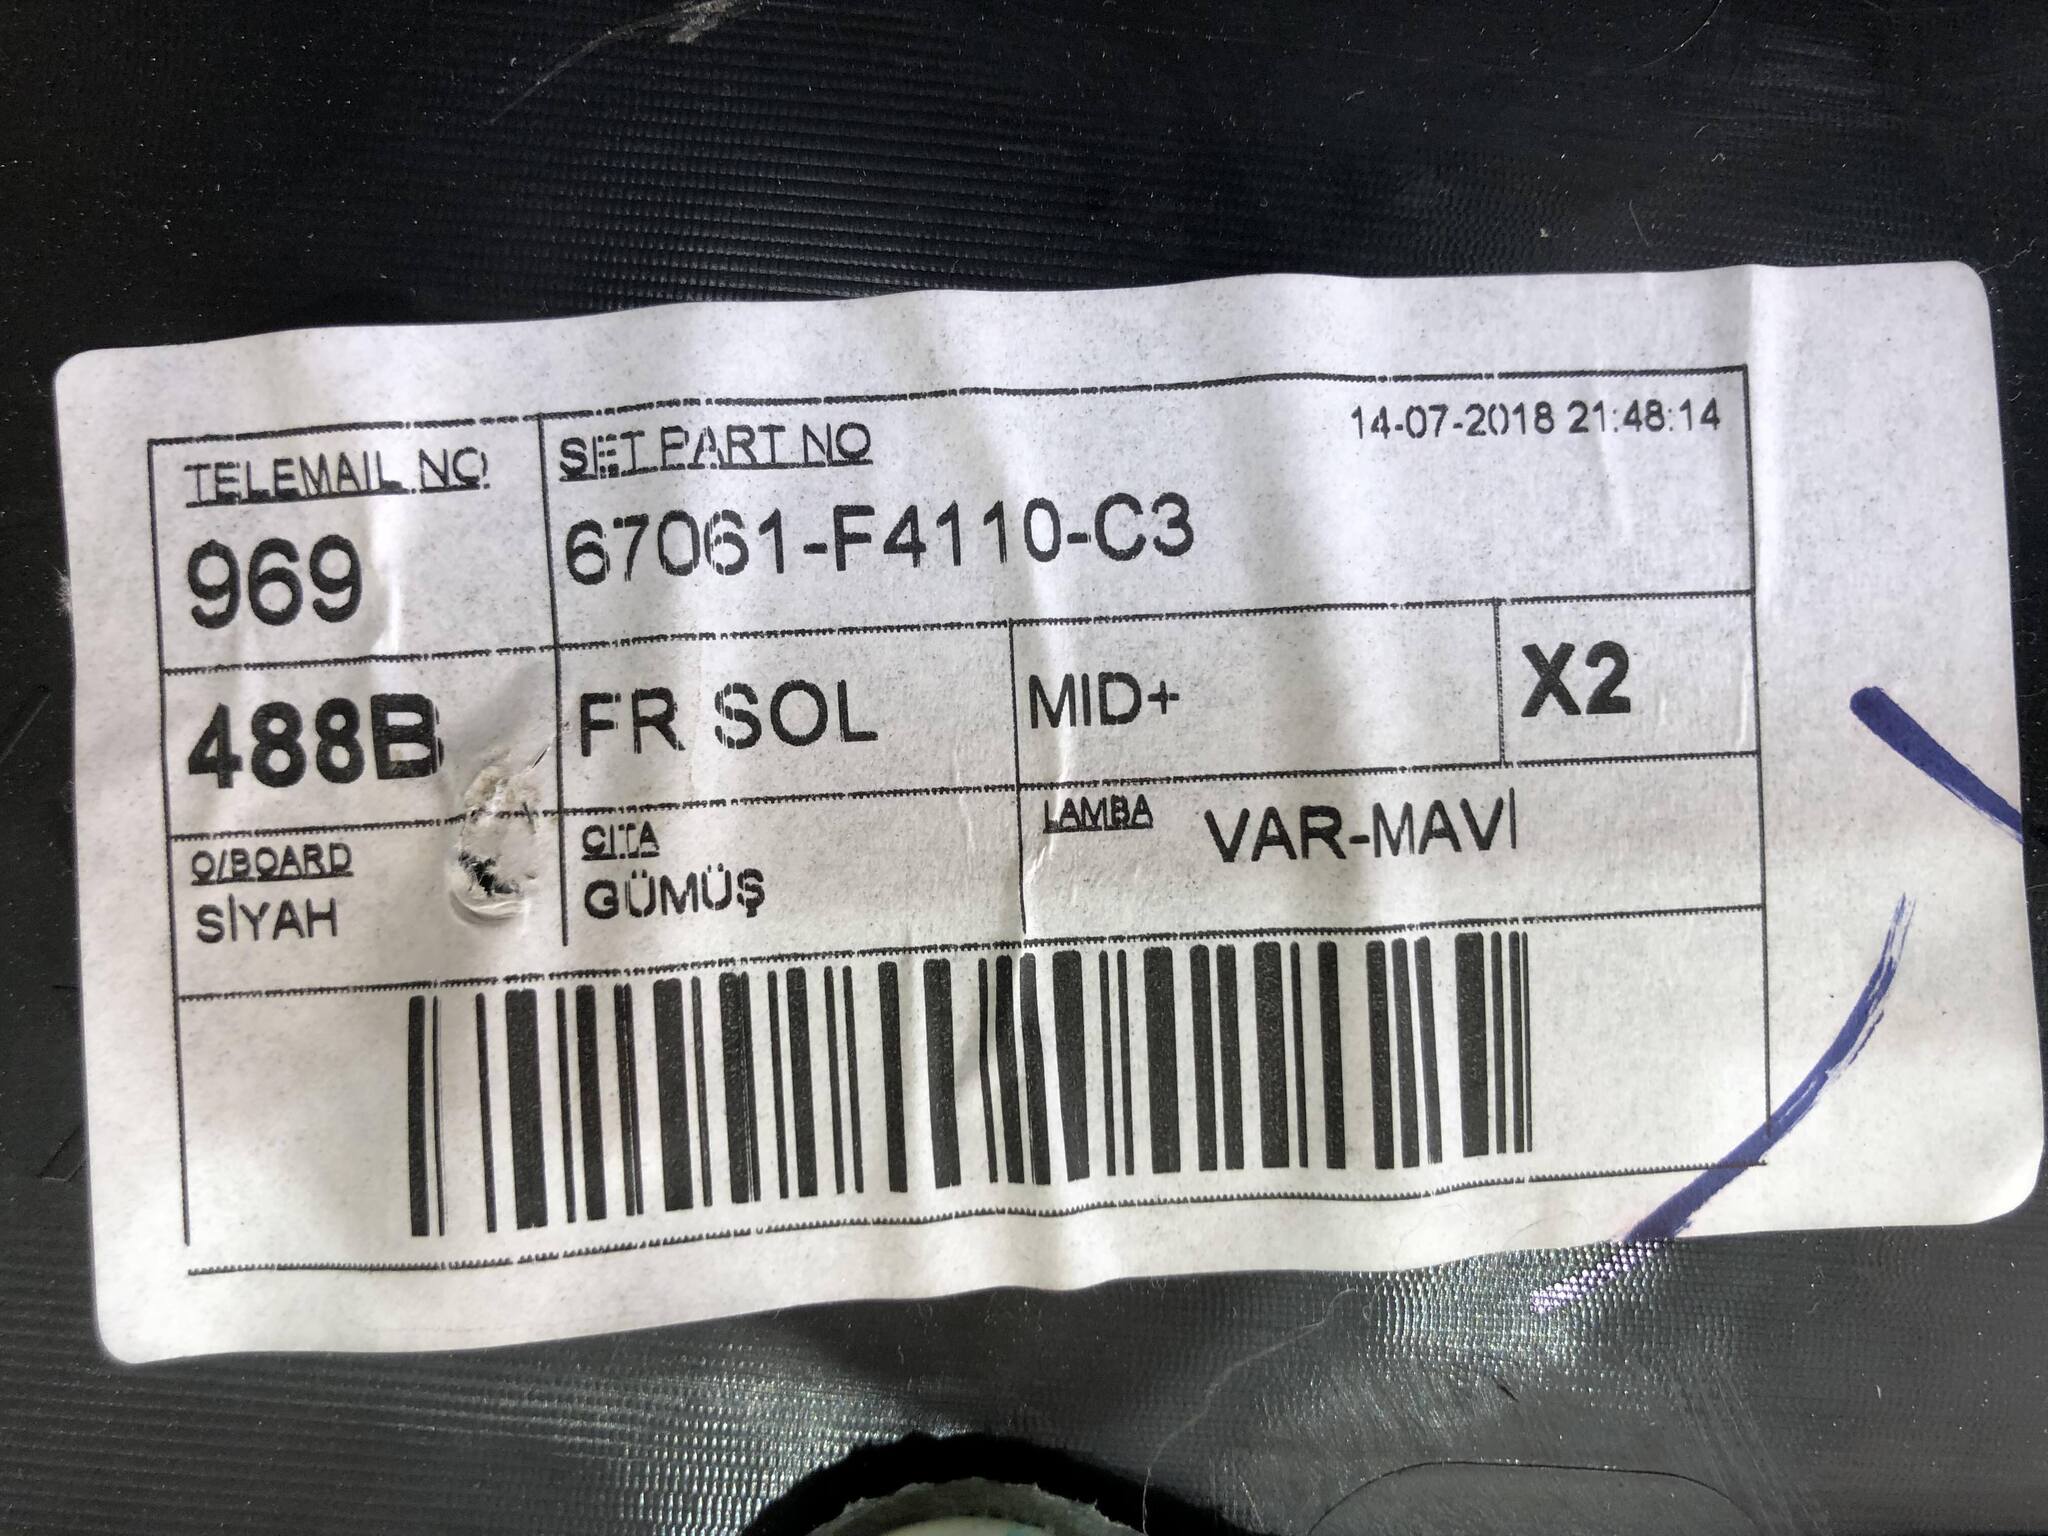 TELEMAIL NO
969
SET PART NO
14-07-2018 21:48:14
67061-F4110-C3
488B
FR SOL
MID+
X2
O/BOARD
SİYAH
ÇITA
GÜMÜŞ
LAMBA
VAR-MAVİ